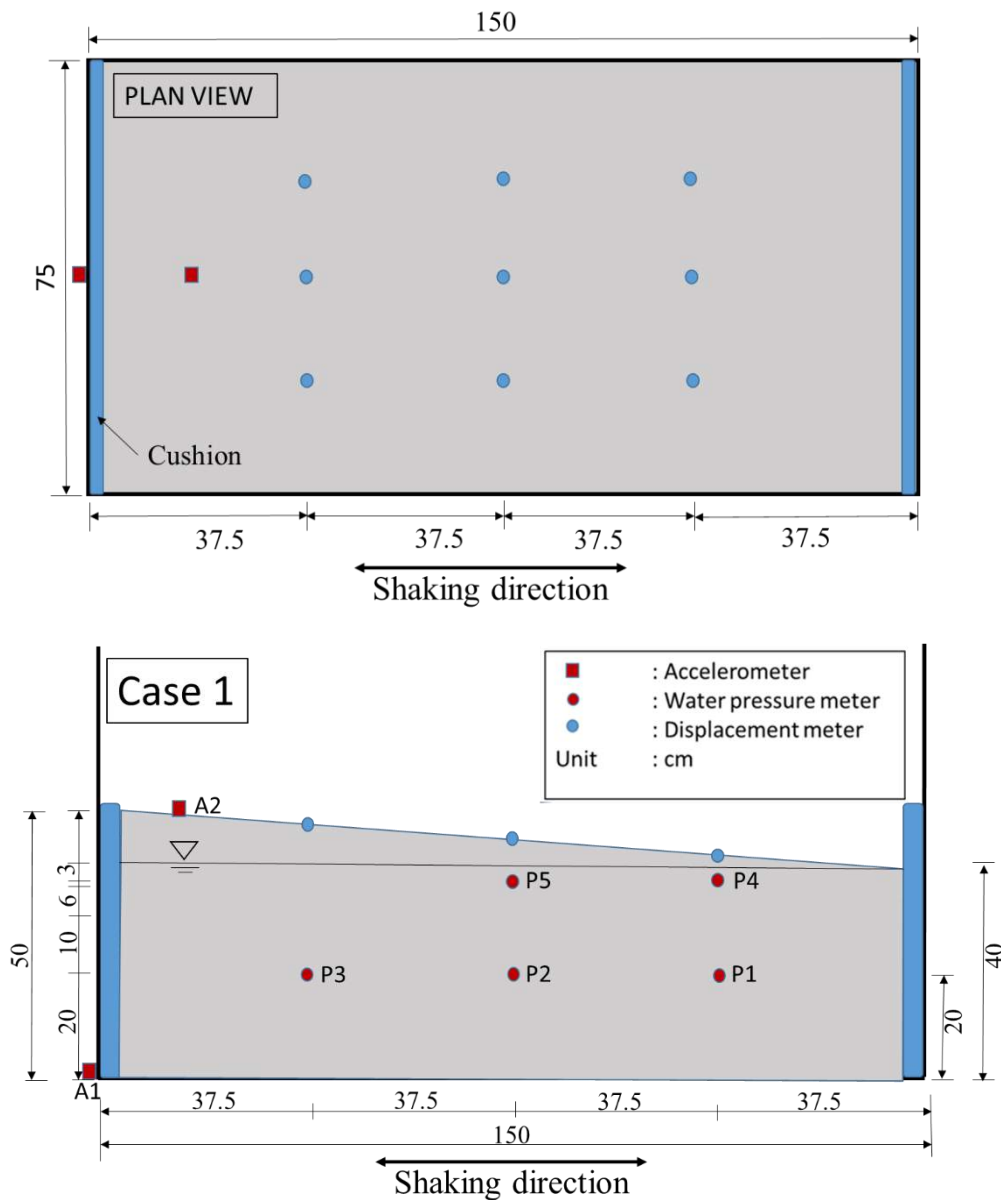 150
PLAN VIEW
75
Cushion
37.5 37.5 37.5 37.5
Shaking direction
Case 1
: Accelerometer
: Water pressure meter
: Displacement meter
Unit : cm
A2
3
P5 P4
6
50 10 40
P3 P2 P1
20 20
A1
37.5 37.5 37.5 37.5
150
Shaking direction